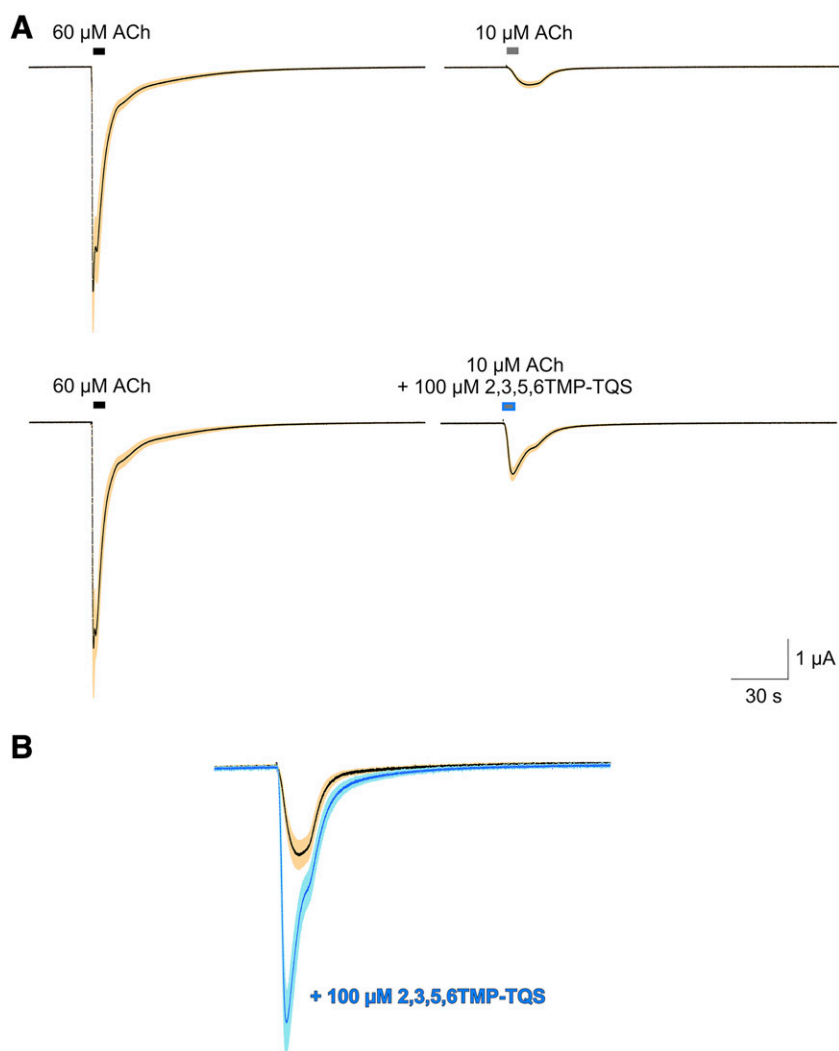 A
60 µM ACh
10 µM ACh
60 µM ACh
10 µM ACh
+ 100 µM 2,3,5,6TMP-TQS
1 µA
30 s
B
+ 100 µM 2,3,5,6TMP-TQS